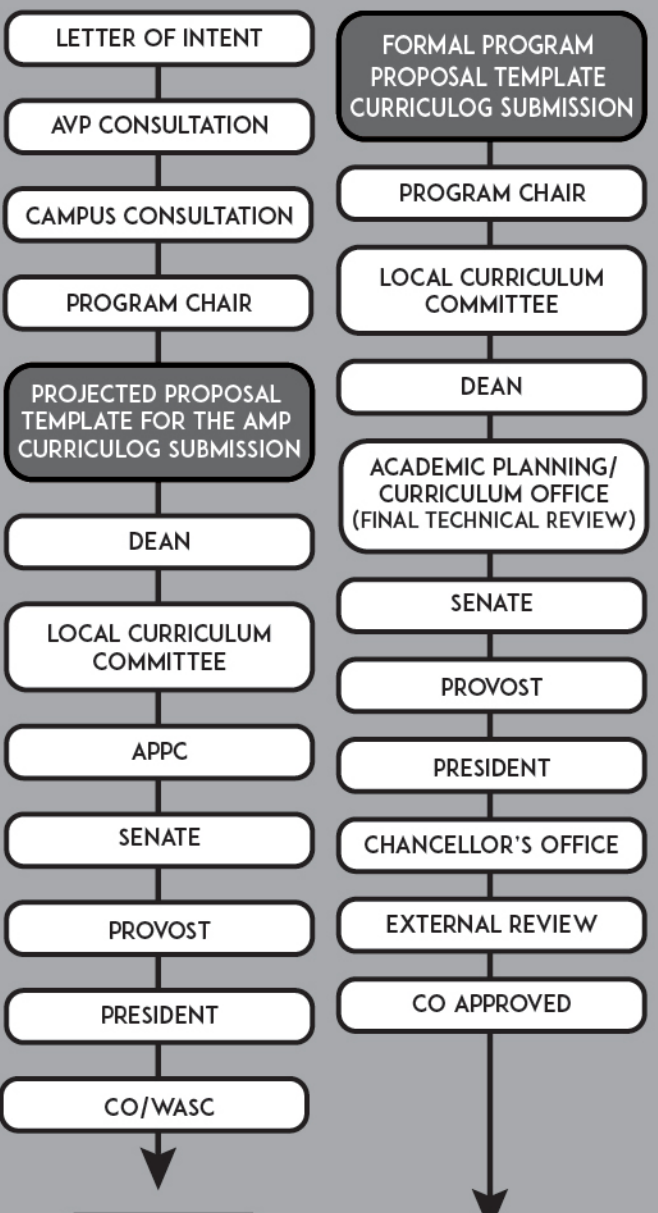 LETTER OF INTENT
AVP CONSULTATION
CAMPUS CONSULTATION
PROGRAM CHAIR
PROJECTED PROPOSAL
TEMPLATE FOR THE AMP
CURRICULOG SUBMISSION
DEAN
LOCAL CURRICULUM
COMMITTEE
APPC
SENATE
PROVOST
PRESIDENT
CO/WASC
FORMAL PROGRAM
PROPOSAL TEMPLATE
CURRICULOG SUBMISSION
PROGRAM CHAIR
LOCAL CURRICULUM
COMMITTEE
DEAN
ACADEMIC PLANNING/
CURRICULUM OFFICE
(FINAL TECHNICAL REVIEW)
SENATE
PROVOST
PRESIDENT
CHANCELLOR'S OFFICE
EXTERNAL REVIEW
CO APPROVED